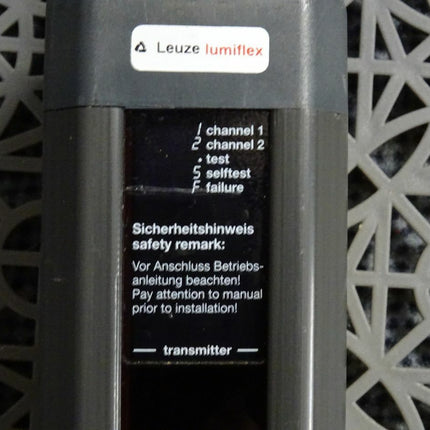 Leuze lumiflex
1 channel 1
2 channel 2
. test
S selftest
F failure
Sicherheitshinweis
safety remark:
Vor Anschluss Betriebs-
anleitung beachten!
Pay attention to manual
prior to installation!
transmitter